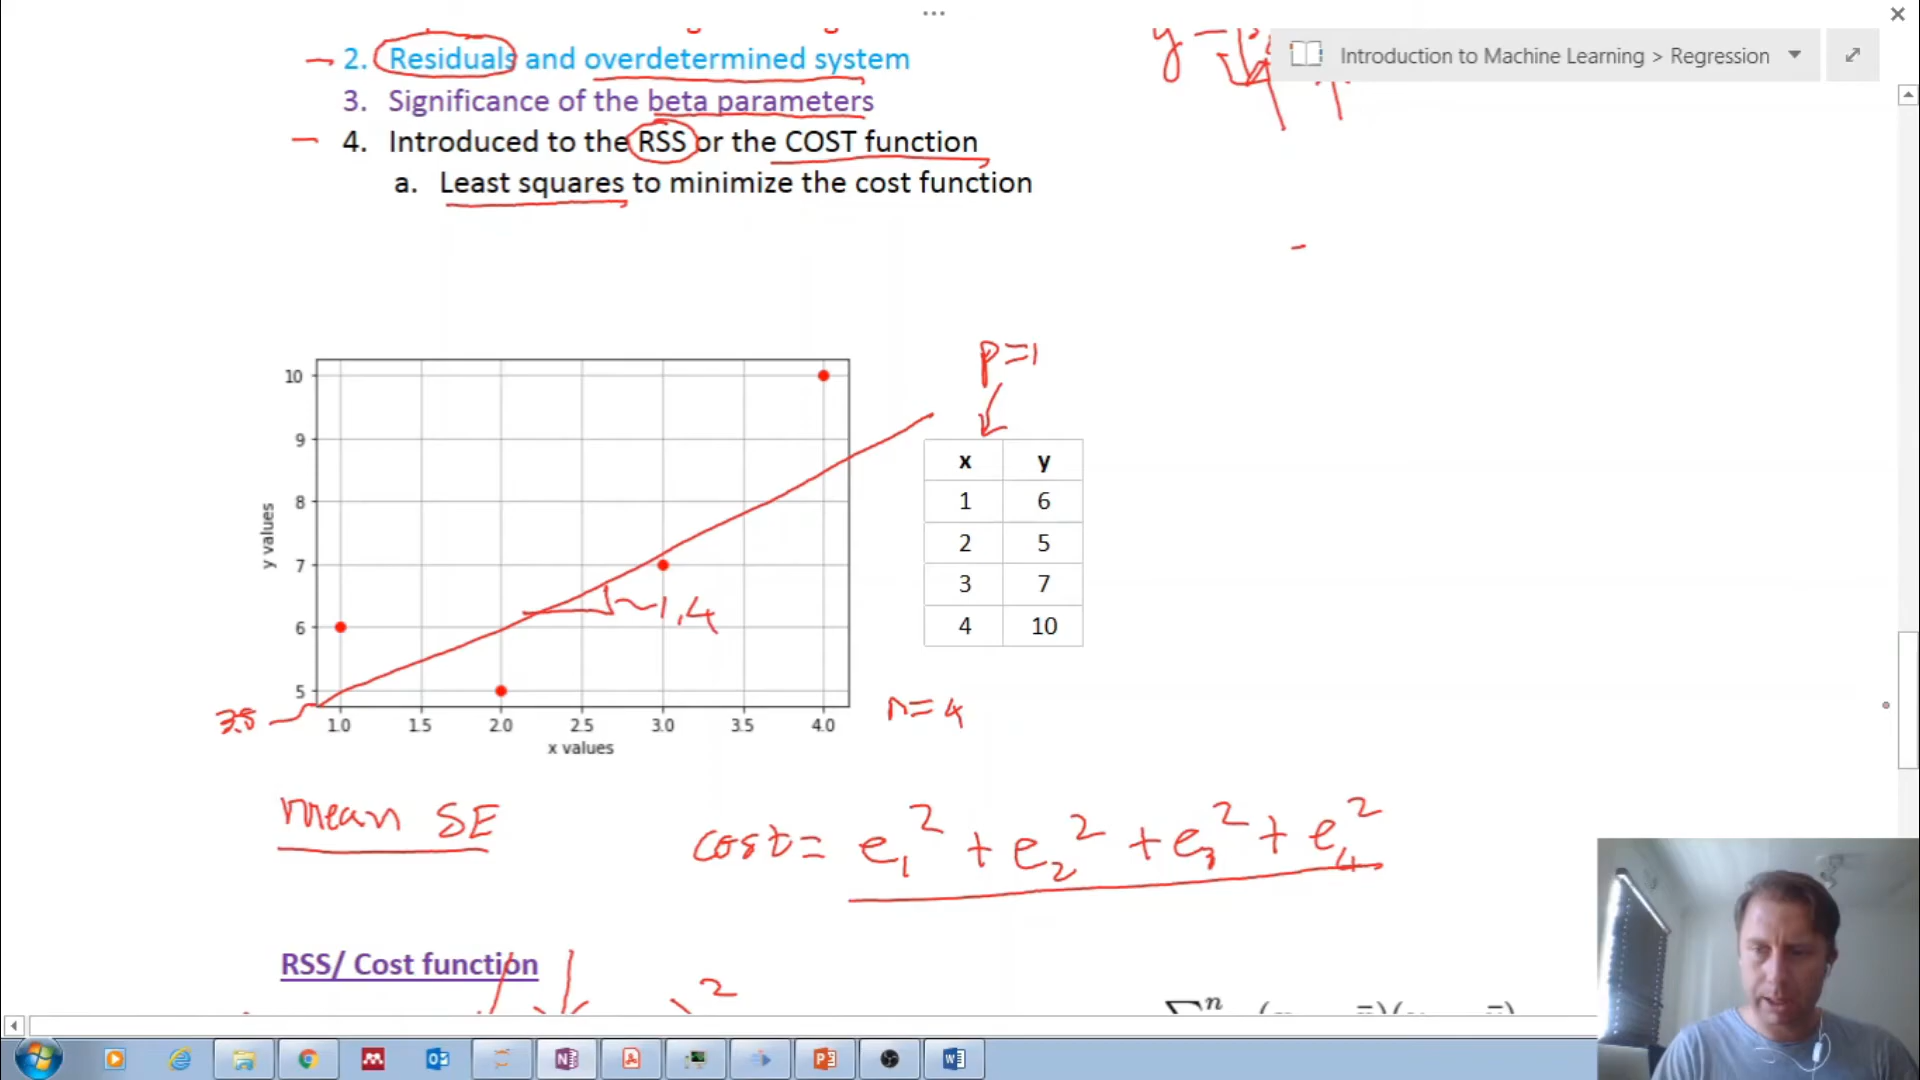 Introduction to Machine Learning > Regression
2. Residuals and overdetermined system
3. Significance of the beta parameters
4. Introduced to the RSS or the COST function
a. Least squares to minimize the cost function
y
10
9
8
7
6
5
y values
1.0 1.5 2.0 2.5 3.0 3.5 4.0
x values
~1.4
3.5
p=1
x y
1 6
2 5
3 7
4 10
n=4
mean SE
cost= e₁² + e₂² + e₃² + e₄²
RSS/ Cost function
2
n